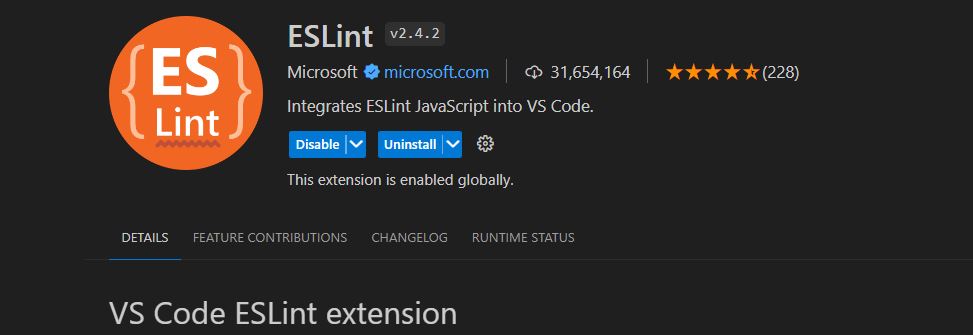 ES
Lint
ESLint v2.4.2
Microsoft microsoft.com 31,654,164 (228)
Integrates ESLint JavaScript into VS Code.
Disable Uninstall
This extension is enabled globally.
DETAILS FEATURE CONTRIBUTIONS CHANGELOG RUNTIME STATUS
VS Code ESLint extension